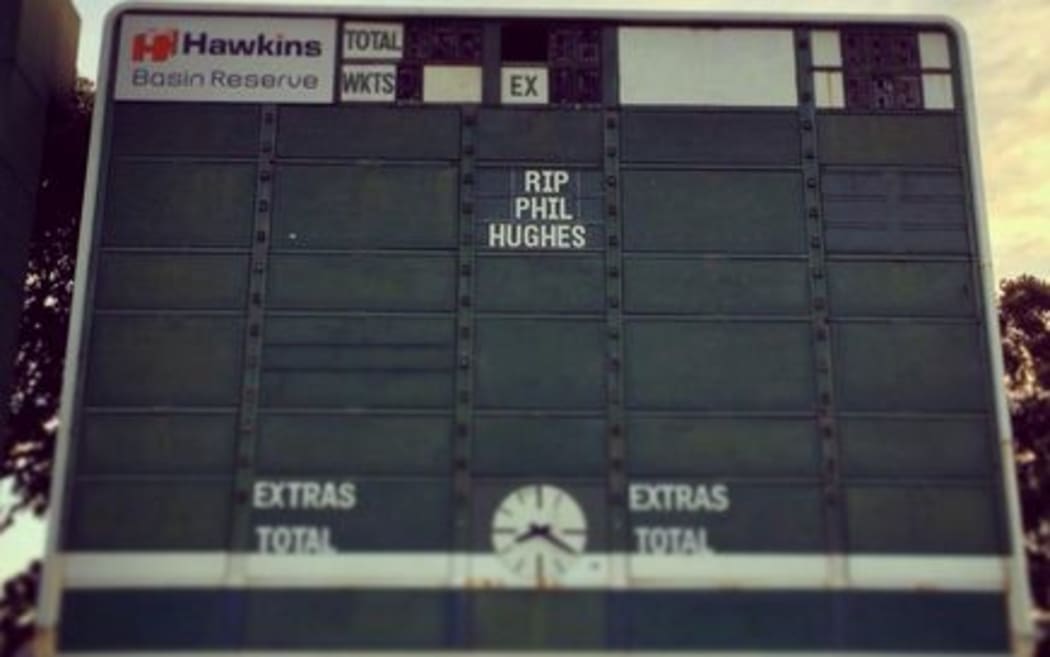 Hawkins
Basin Reserve
TOTAL
WKTS
EX
RIP
PHIL
HUGHES
EXTRAS
TOTAL
EXTRAS
TOTAL